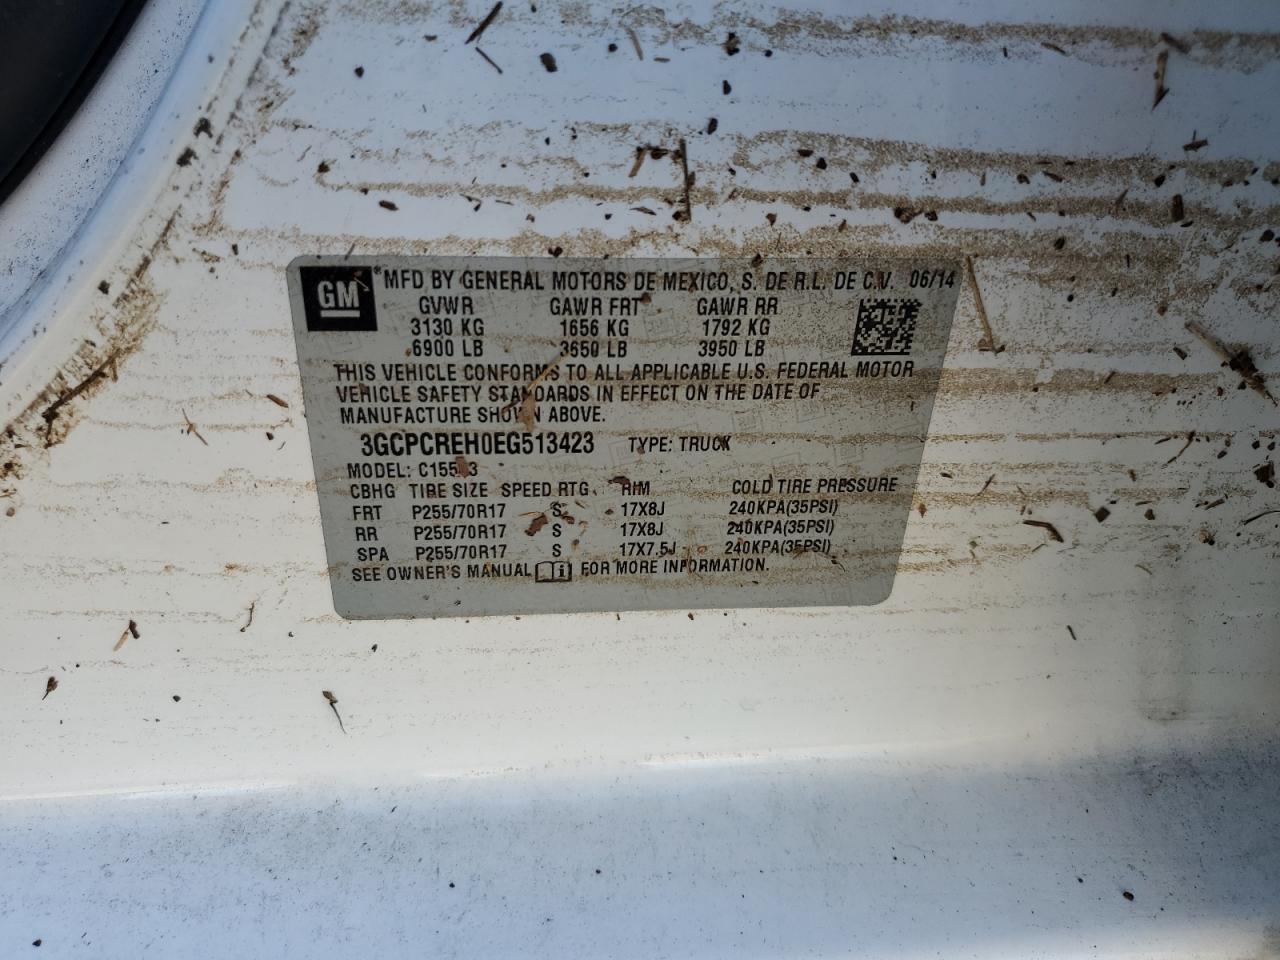 GM ® MFD BY GENERAL MOTORS DE MEXICO, S. DE R.L. DE C.V. 06/14
GVWR GAWR FRT GAWR RR
3130 KG 1656 KG 1792 KG
6900 LB 3650 LB 3950 LB
THIS VEHICLE CONFORMS TO ALL APPLICABLE U.S. FEDERAL MOTOR
VEHICLE SAFETY STANDARDS IN EFFECT ON THE DATE OF
MANUFACTURE SHOWN ABOVE.
3GCPCREH0EG513423 TYPE: TRUCK
MODEL:
CBHG TIRE SIZE SPEED RTG RIM COLD TIRE PRESSURE
FRT P255/70R17 S 17X8J 240KPA(35PSI)
RR P255/70R17 S 17X8J 240KPA(35PSI)
SPA P255/70R17 S 17X7.5J 240KPA(35PSI)
SEE OWNER'S MANUAL i FOR MORE INFORMATION.